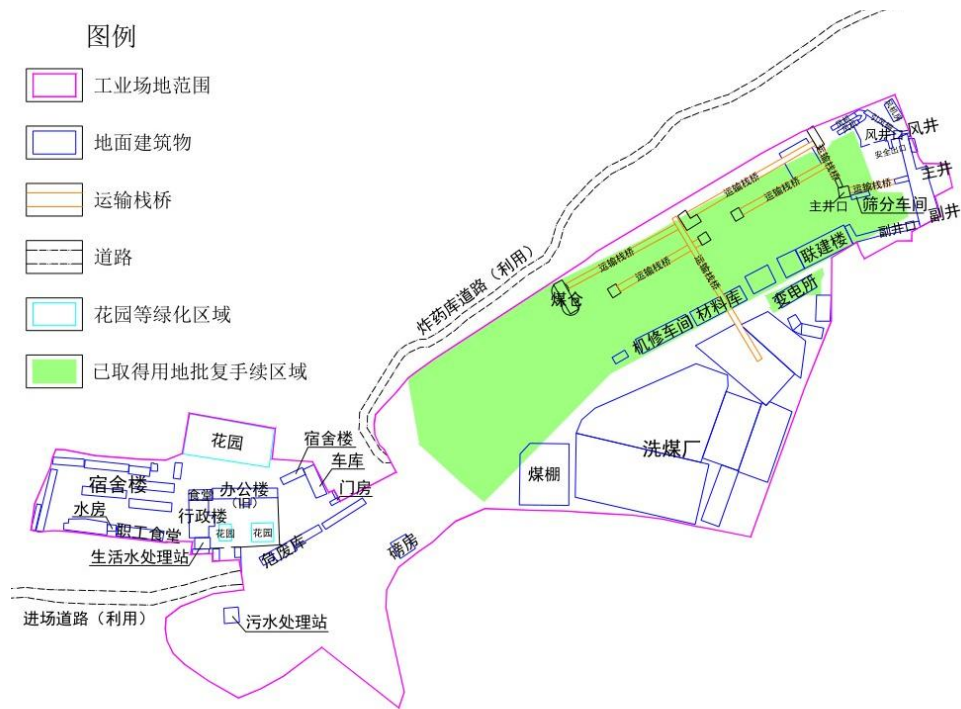 图例
工业场地范围
地面建筑物
运输栈桥
道路
花园等绿化区域
已取得用地批复手续区域
炸药库道路（利用）
风井口
风井
安全出口
运输栈桥
主井
运输栈桥
主井口
筛分车间
副井口
副井
运输栈桥
运输栈桥
运输栈桥
运输栈桥
运输栈桥
煤仓
联建楼
变电所
材料库
机修车间
洗煤厂
煤棚
花园
宿舍楼
车库
门房
宿舍楼
食堂
办公楼
（旧）
水房
行政楼
职工食堂
花园
花园
生活水处理站
危废库
磅房
进场道路（利用）
污水处理站